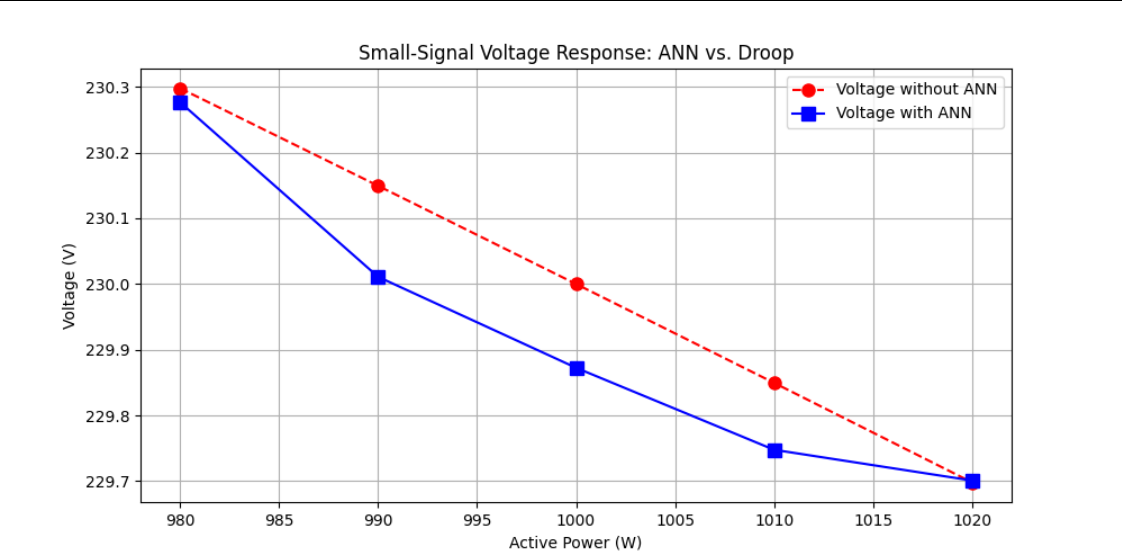 Small-Signal Voltage Response: ANN vs. Droop
Voltage without ANN
Voltage with ANN
Voltage (V)
230.3
230.2
230.1
230.0
229.9
229.8
229.7
980 985 990 995 1000 1005 1010 1015 1020
Active Power (W)